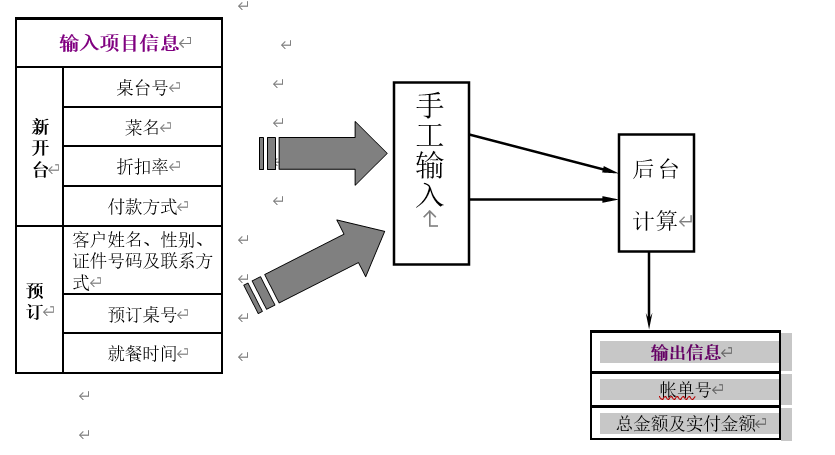 输入项目信息
新
开
台
桌台号
菜名
折扣率
付款方式
预
订
客户姓名、性别、
证件号码及联系方
式
预订桌号
就餐时间
手
工
输
入
后台
计算
输出信息
帐单号
总金额及实付金额